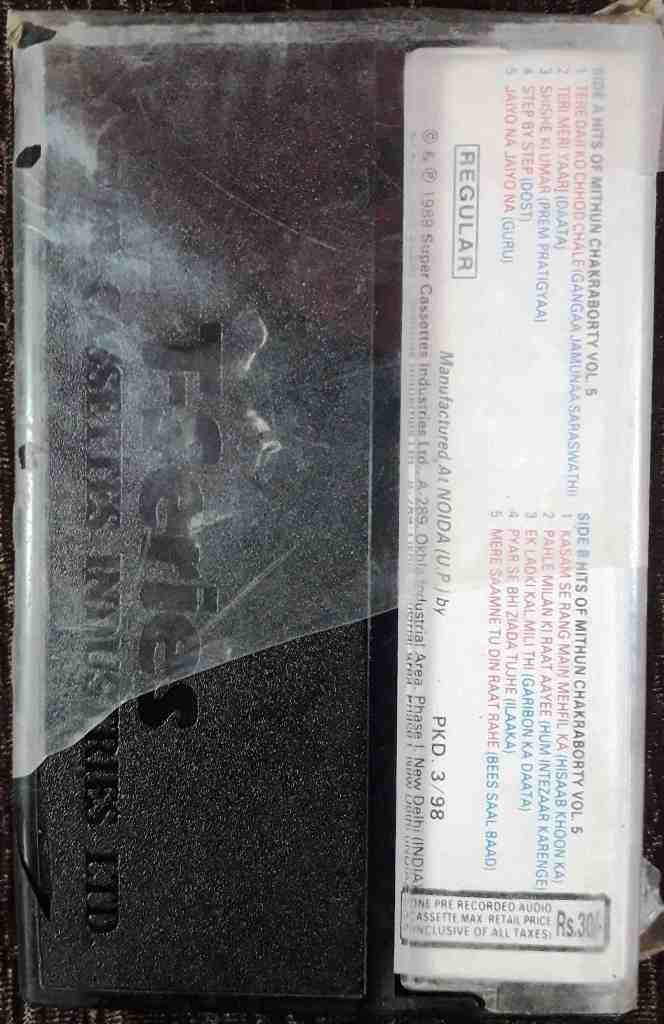 SIDE A HITS OF MITHUN CHAKRABORTY VOL. 5
1 TERE DAR KO CHHOD CHALE (GANGAA JAMUNAA SARASWATHI)
2 TERI MERI YAARI (DAATA)
3 SHISHE KI UMAR (PREM PRATIGYAA)
4 STEP BY STEP (DOST)
5 JAIYO NA JAIYO NA (GURU)
SIDE B HITS OF MITHUN CHAKRABORTY VOL. 5
1 KASAM SE RANG MAIN MEHFIL KA (HISAAB KHOON KA)
2 PAHLE MILAN KI RAAT AAYEE (HUM INTEZAAR KARENGE)
3 EK LADKI KAL MILI THI (GARIBON KA DAATA)
4 PYAR SE BHI ZIADA TUJHE (ILAAKA)
5 MERE SAAMNE TU DIN RAAT RAHE (BEES SAAL BAAD)
REGULAR
Manufactured At NOIDA (U.P.) by
PKD. 3/98
© & ℗ 1989 Super Cassettes Industries Ltd. A-289, Okhla Industrial Area, Phase I, New Delhi (INDIA)
ONE PRE RECORDED AUDIO
CASSETTE MAX. RETAIL PRICE
(INCLUSIVE OF ALL TAXES)
Rs.30/-
T-Series
CASSETTES INDUSTRIES LTD